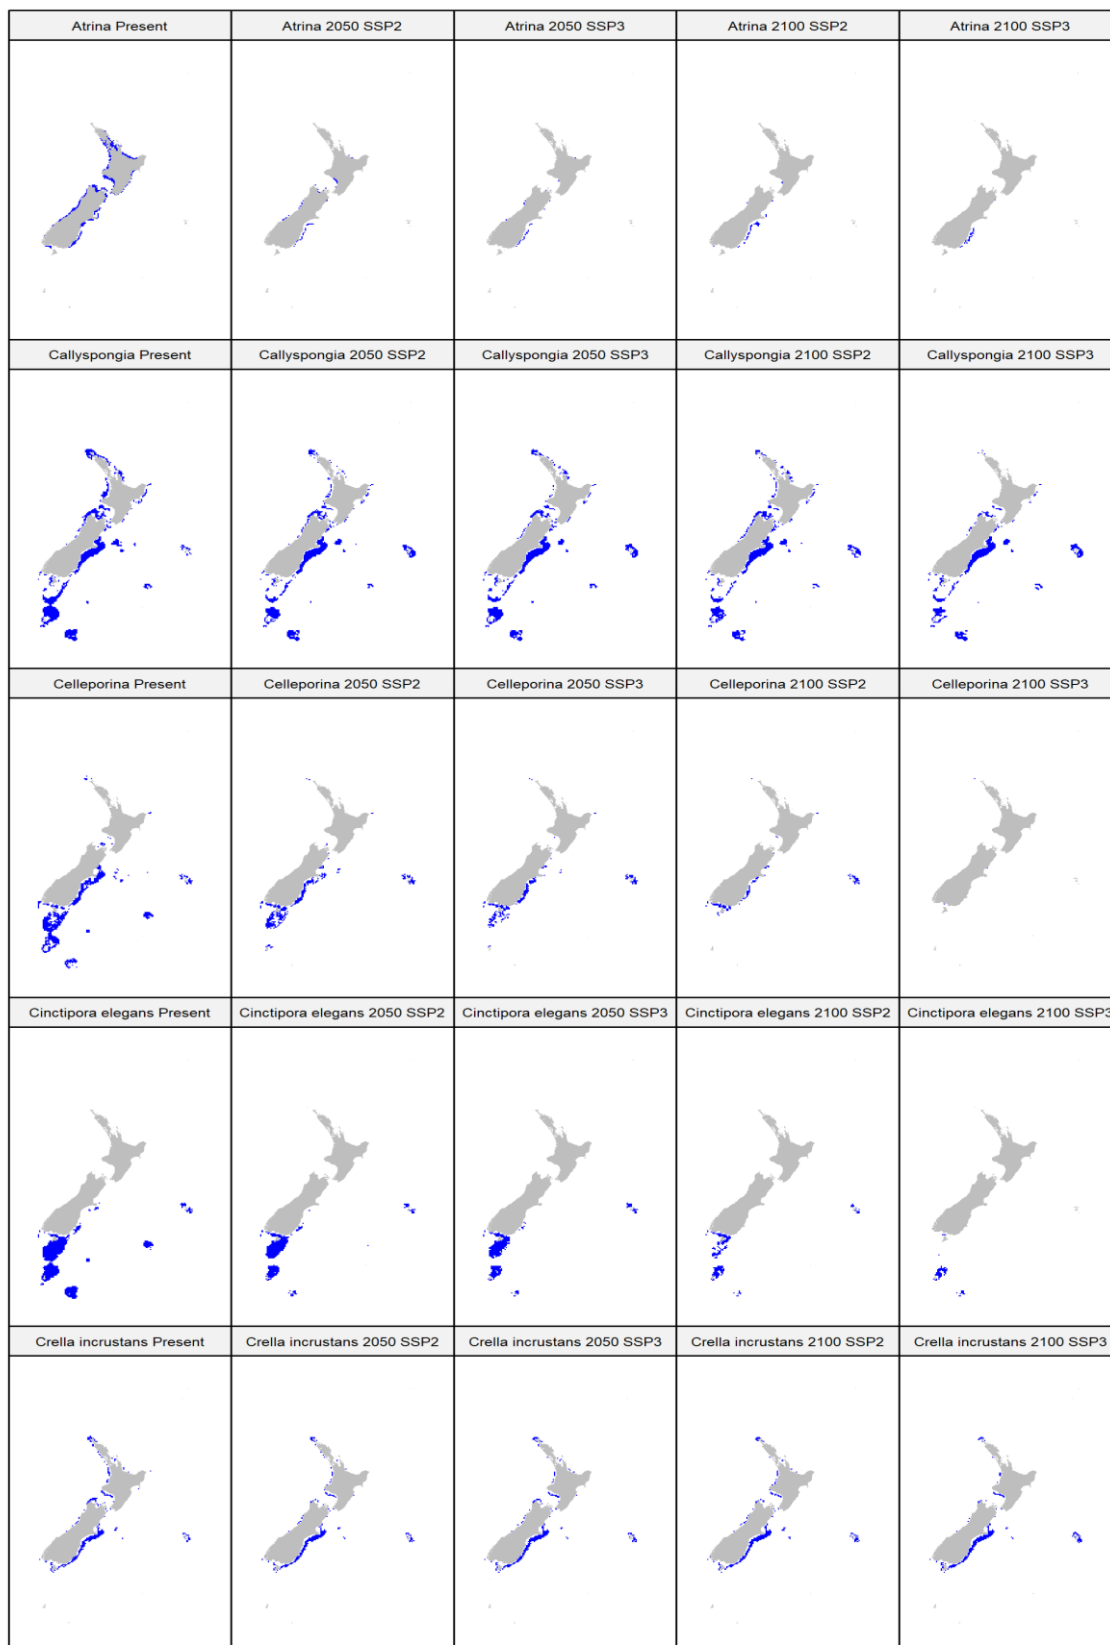 Atrina Present Atrina 2050 SSP2 Atrina 2050 SSP3 Atrina 2100 SSP2 Atrina 2100 SSP3
Callyspongia Present Callyspongia 2050 SSP2 Callyspongia 2050 SSP3 Callyspongia 2100 SSP2 Callyspongia 2100 SSP3
Celleporina Present Celleporina 2050 SSP2 Celleporina 2050 SSP3 Celleporina 2100 SSP2 Celleporina 2100 SSP3
Cinctipora elegans Present Cinctipora elegans 2050 SSP2 Cinctipora elegans 2050 SSP3 Cinctipora elegans 2100 SSP2 Cinctipora elegans 2100 SSP3
Crella incrustans Present Crella incrustans 2050 SSP2 Crella incrustans 2050 SSP3 Crella incrustans 2100 SSP2 Crella incrustans 2100 SSP3